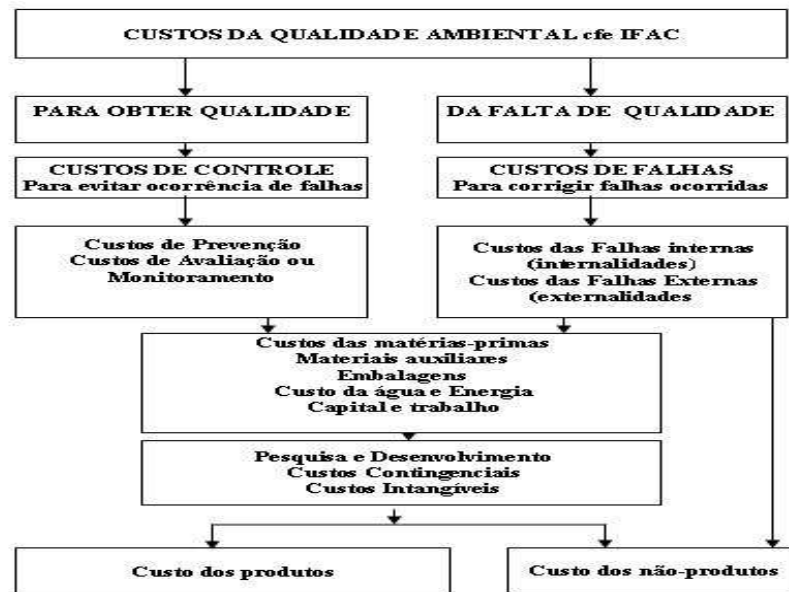 CUSTOS DA QUALIDADE AMBIENTAL cfe IFAC
PARA OBTER QUALIDADE
DA FALTA DE QUALIDADE
CUSTOS DE CONTROLE
Para evitar ocorrência de falhas
CUSTOS DE FALHAS
Para corrigir falhas ocorridas
Custos de Prevenção
Custos de Avaliação ou
Monitoramento
Custos das Falhas internas
(internalidades)
Custos das Falhas Externas
(externalidades
Custos das matérias-primas
Materiais auxiliares
Embalagens
Custo da água e Energia
Capital e trabalho
Pesquisa e Desenvolvimento
Custos Contingenciais
Custos Intangíveis
Custo dos produtos
Custo dos não-produtos